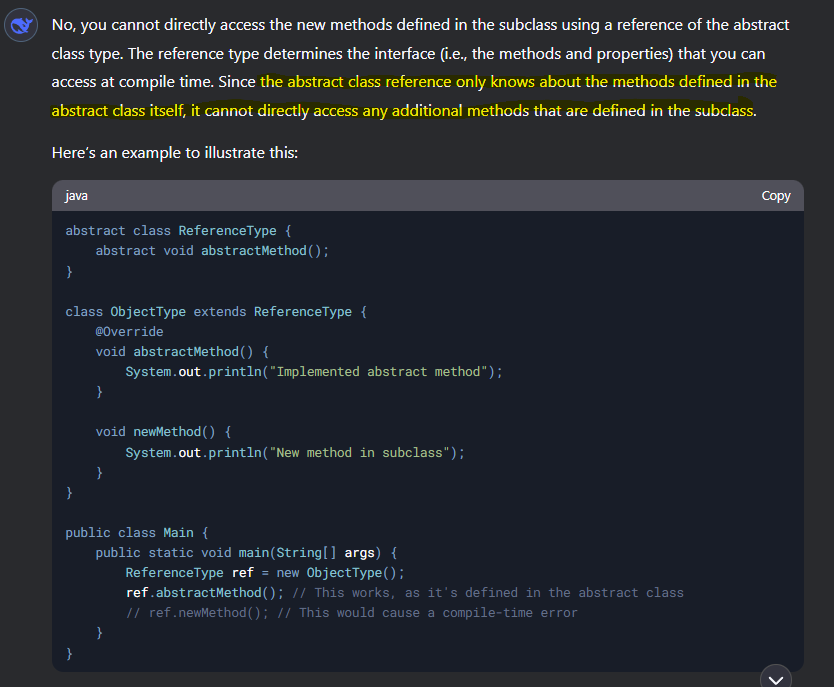 No, you cannot directly access the new methods defined in the subclass using a reference of the abstract
class type. The reference type determines the interface (i.e., the methods and properties) that you can
access at compile time. Since the abstract class reference only knows about the methods defined in the
abstract class itself, it cannot directly access any additional methods that are defined in the subclass.
Here's an example to illustrate this:
java Copy
abstract class ReferenceType {
    abstract void abstractMethod();
}
class ObjectType extends ReferenceType {
    @Override
    void abstractMethod() {
        System.out.println("Implemented abstract method");
    }
    void newMethod() {
        System.out.println("New method in subclass");
    }
}
public class Main {
    public static void main(String[] args) {
        ReferenceType ref = new ObjectType();
        ref.abstractMethod(); // This works, as it's defined in the abstract class
        // ref.newMethod(); // This would cause a compile-time error
    }
}